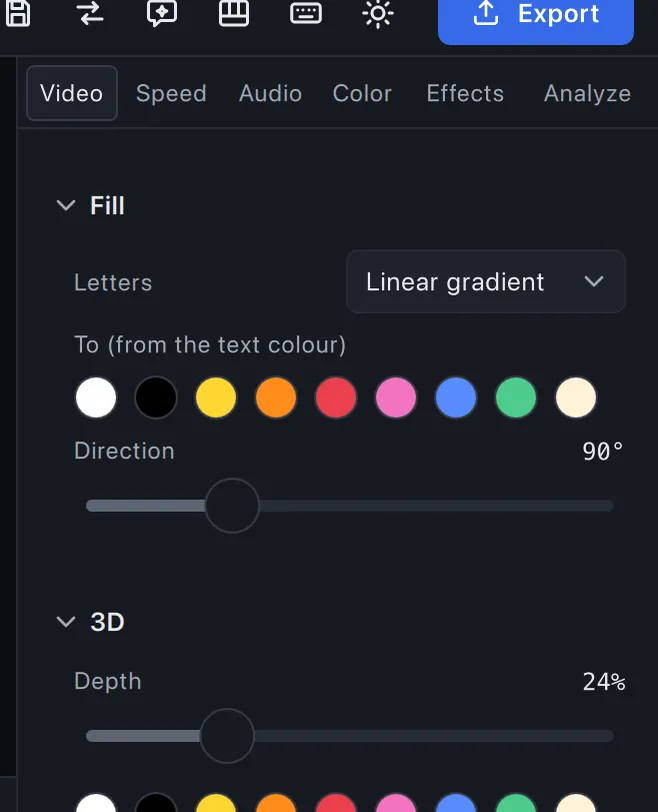 Export
Video Speed Audio Color Effects Analyze
Fill
Letters Linear gradient
To (from the text colour)
Direction 90°
3D
Depth 24%